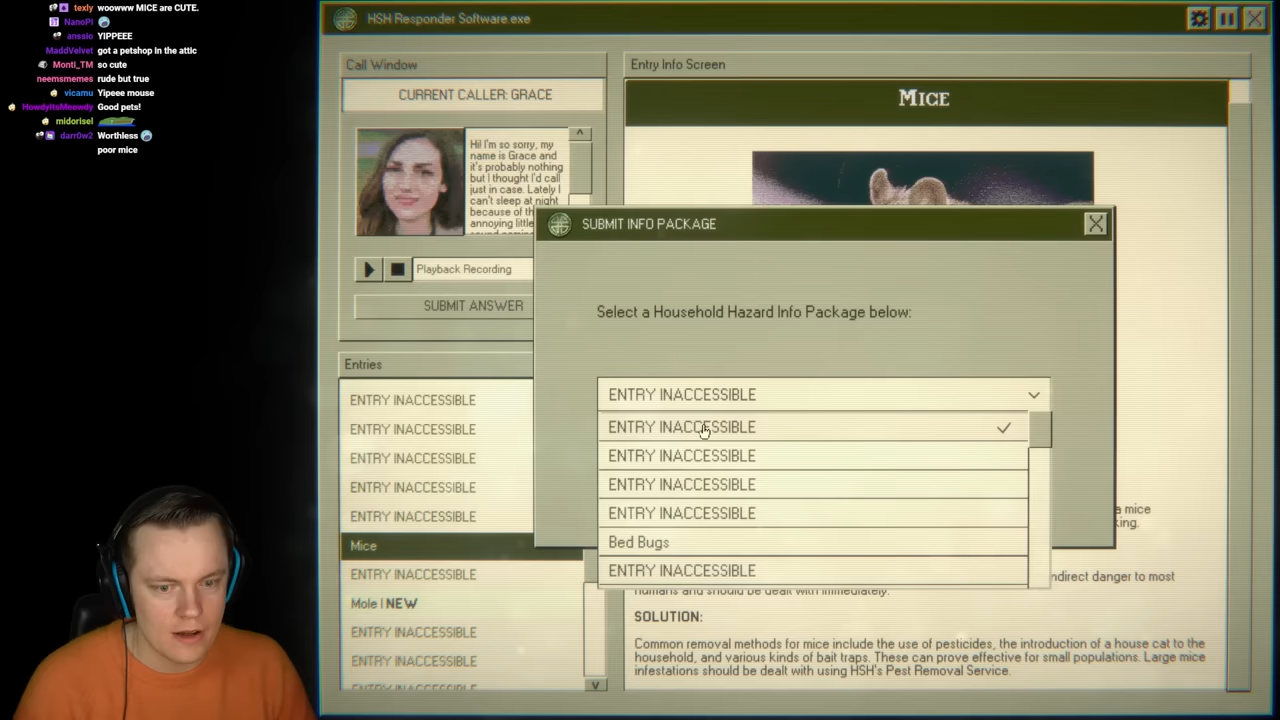 texly woowww MICE are CUTE.
NanoPi
anssio YIPPEEE
MaddVelvet got a petshop in the attic
Monti_TM so cute
neemsmemes rude but true
vicamu Yipeee mouse
HowdyItsMeowdy Good pets!
midorisel
darr0w2 Worthless
poor mice
HSH Responder Software.exe
Call Window
CURRENT CALLER: GRACE
Hi! I'm so sorry, my
name is Grace and
it's probably nothing
but I thought I'd call
just in case. Lately I
can't sleep at night
because of th
annoying little
Playback Recording
SUBMIT ANSWER
Entries
ENTRY INACCESSIBLE
ENTRY INACCESSIBLE
ENTRY INACCESSIBLE
ENTRY INACCESSIBLE
ENTRY INACCESSIBLE
Mice
ENTRY INACCESSIBLE
Mole | NEW
ENTRY INACCESSIBLE
ENTRY INACCESSIBLE
ENTRY INACCESSIBLE
Entry Info Screen
MICE
SUBMIT INFO PACKAGE
Select a Household Hazard Info Package below:
ENTRY INACCESSIBLE
ENTRY INACCESSIBLE
ENTRY INACCESSIBLE
ENTRY INACCESSIBLE
ENTRY INACCESSIBLE
Bed Bugs
ENTRY INACCESSIBLE
a mice
king.
ndirect danger to most
humans and should be dealt with immediately.
SOLUTION:
Common removal methods for mice include the use of pesticides, the introduction of a house cat to the
household, and various kinds of bait traps. These can prove effective for small populations. Large mice
infestations should be dealt with using HSH's Pest Removal Service.